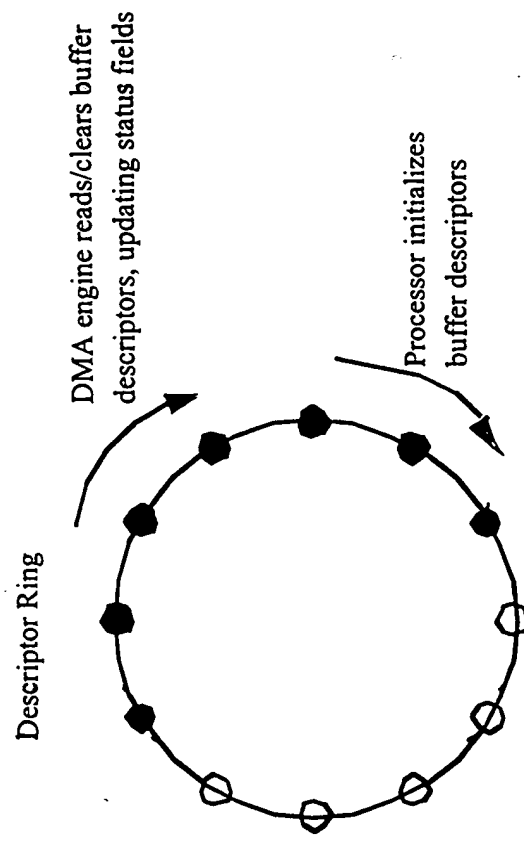 Descriptor Ring
DMA engine reads/clears buffer
descriptors, updating status fields
Processor initializes
buffer descriptors